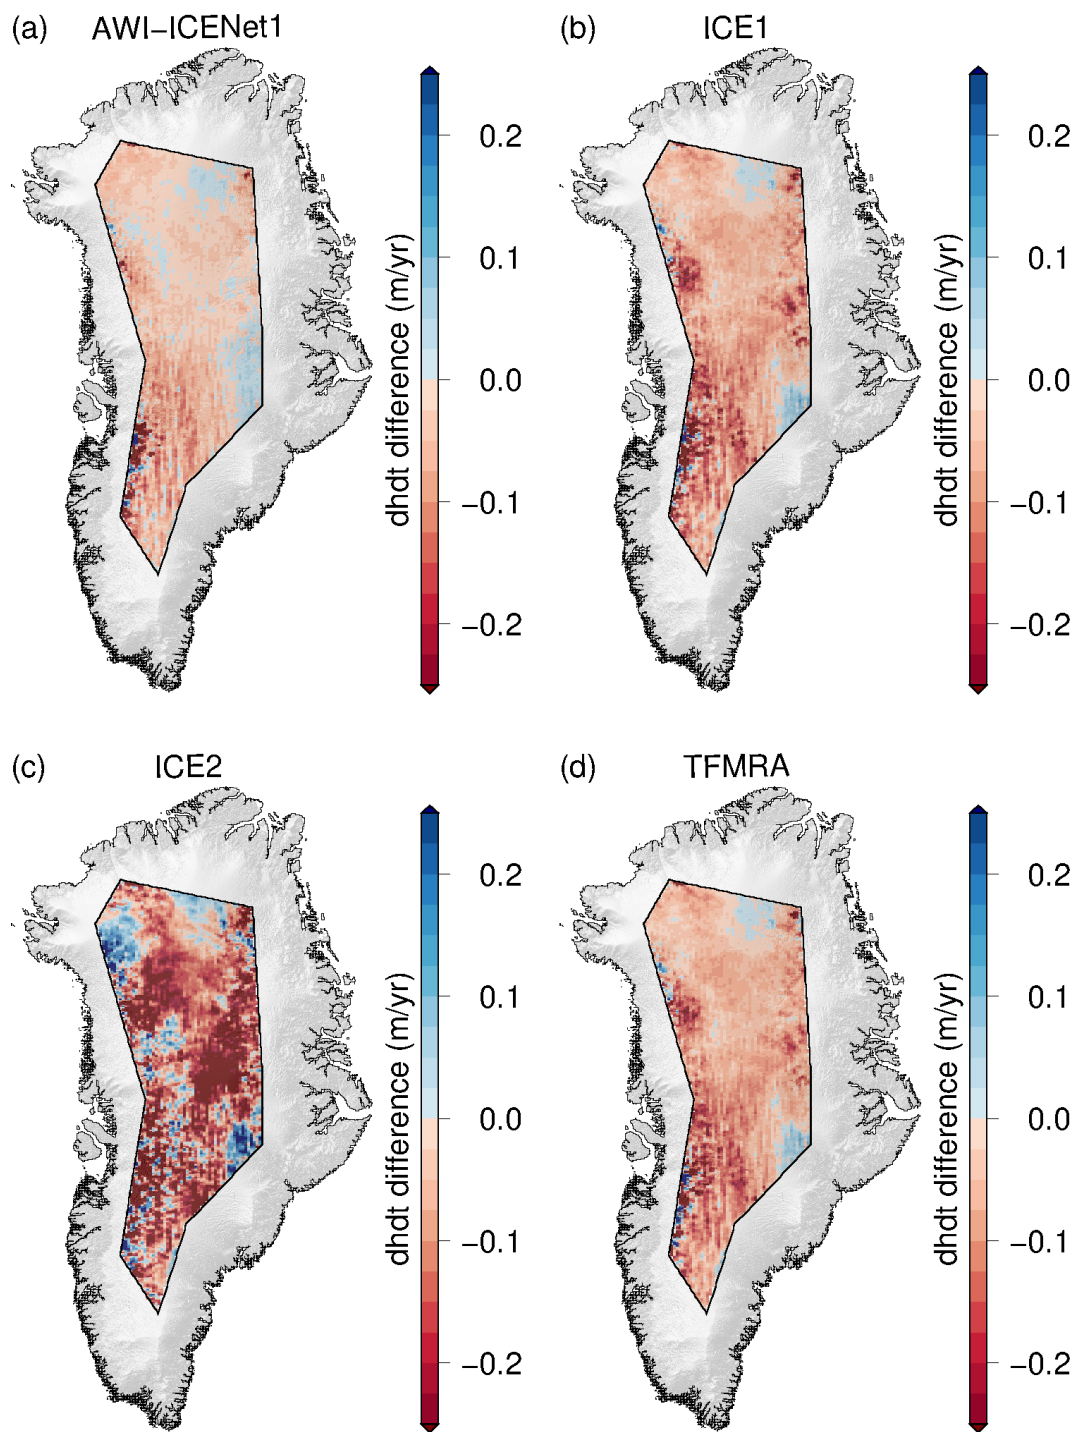 (a) AWI−ICENet1
0.2
0.1
0.0
−0.1
−0.2
dhdt difference (m/yr)
(b) ICE1
0.2
0.1
0.0
−0.1
−0.2
dhdt difference (m/yr)
(c) ICE2
0.2
0.1
0.0
−0.1
−0.2
dhdt difference (m/yr)
(d) TFMRA
0.2
0.1
0.0
−0.1
−0.2
dhdt difference (m/yr)